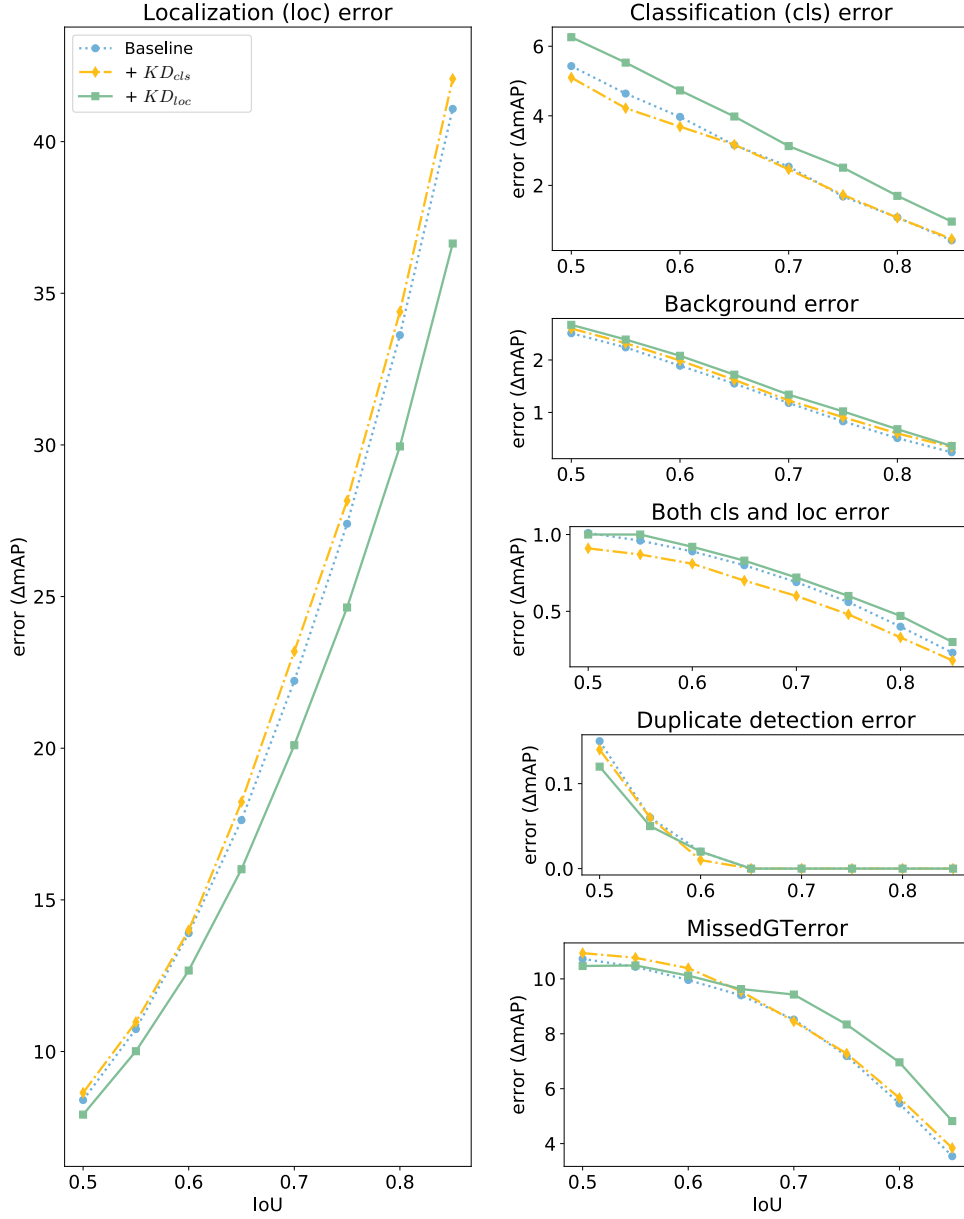 Localization (loc) error
Baseline
+ KD_cls
+ KD_loc
error (ΔmAP)
40
35
30
25
20
15
10
0.5 0.6 0.7 0.8
IoU
Classification (cls) error
error (ΔmAP)
6
4
2
0.5 0.6 0.7 0.8
Background error
error (ΔmAP)
2
1
0.5 0.6 0.7 0.8
Both cls and loc error
error (ΔmAP)
1.0
0.5
0.5 0.6 0.7 0.8
Duplicate detection error
error (ΔmAP)
0.1
0.0
0.5 0.6 0.7 0.8
MissedGTerror
error (ΔmAP)
10
8
6
4
0.5 0.6 0.7 0.8
IoU